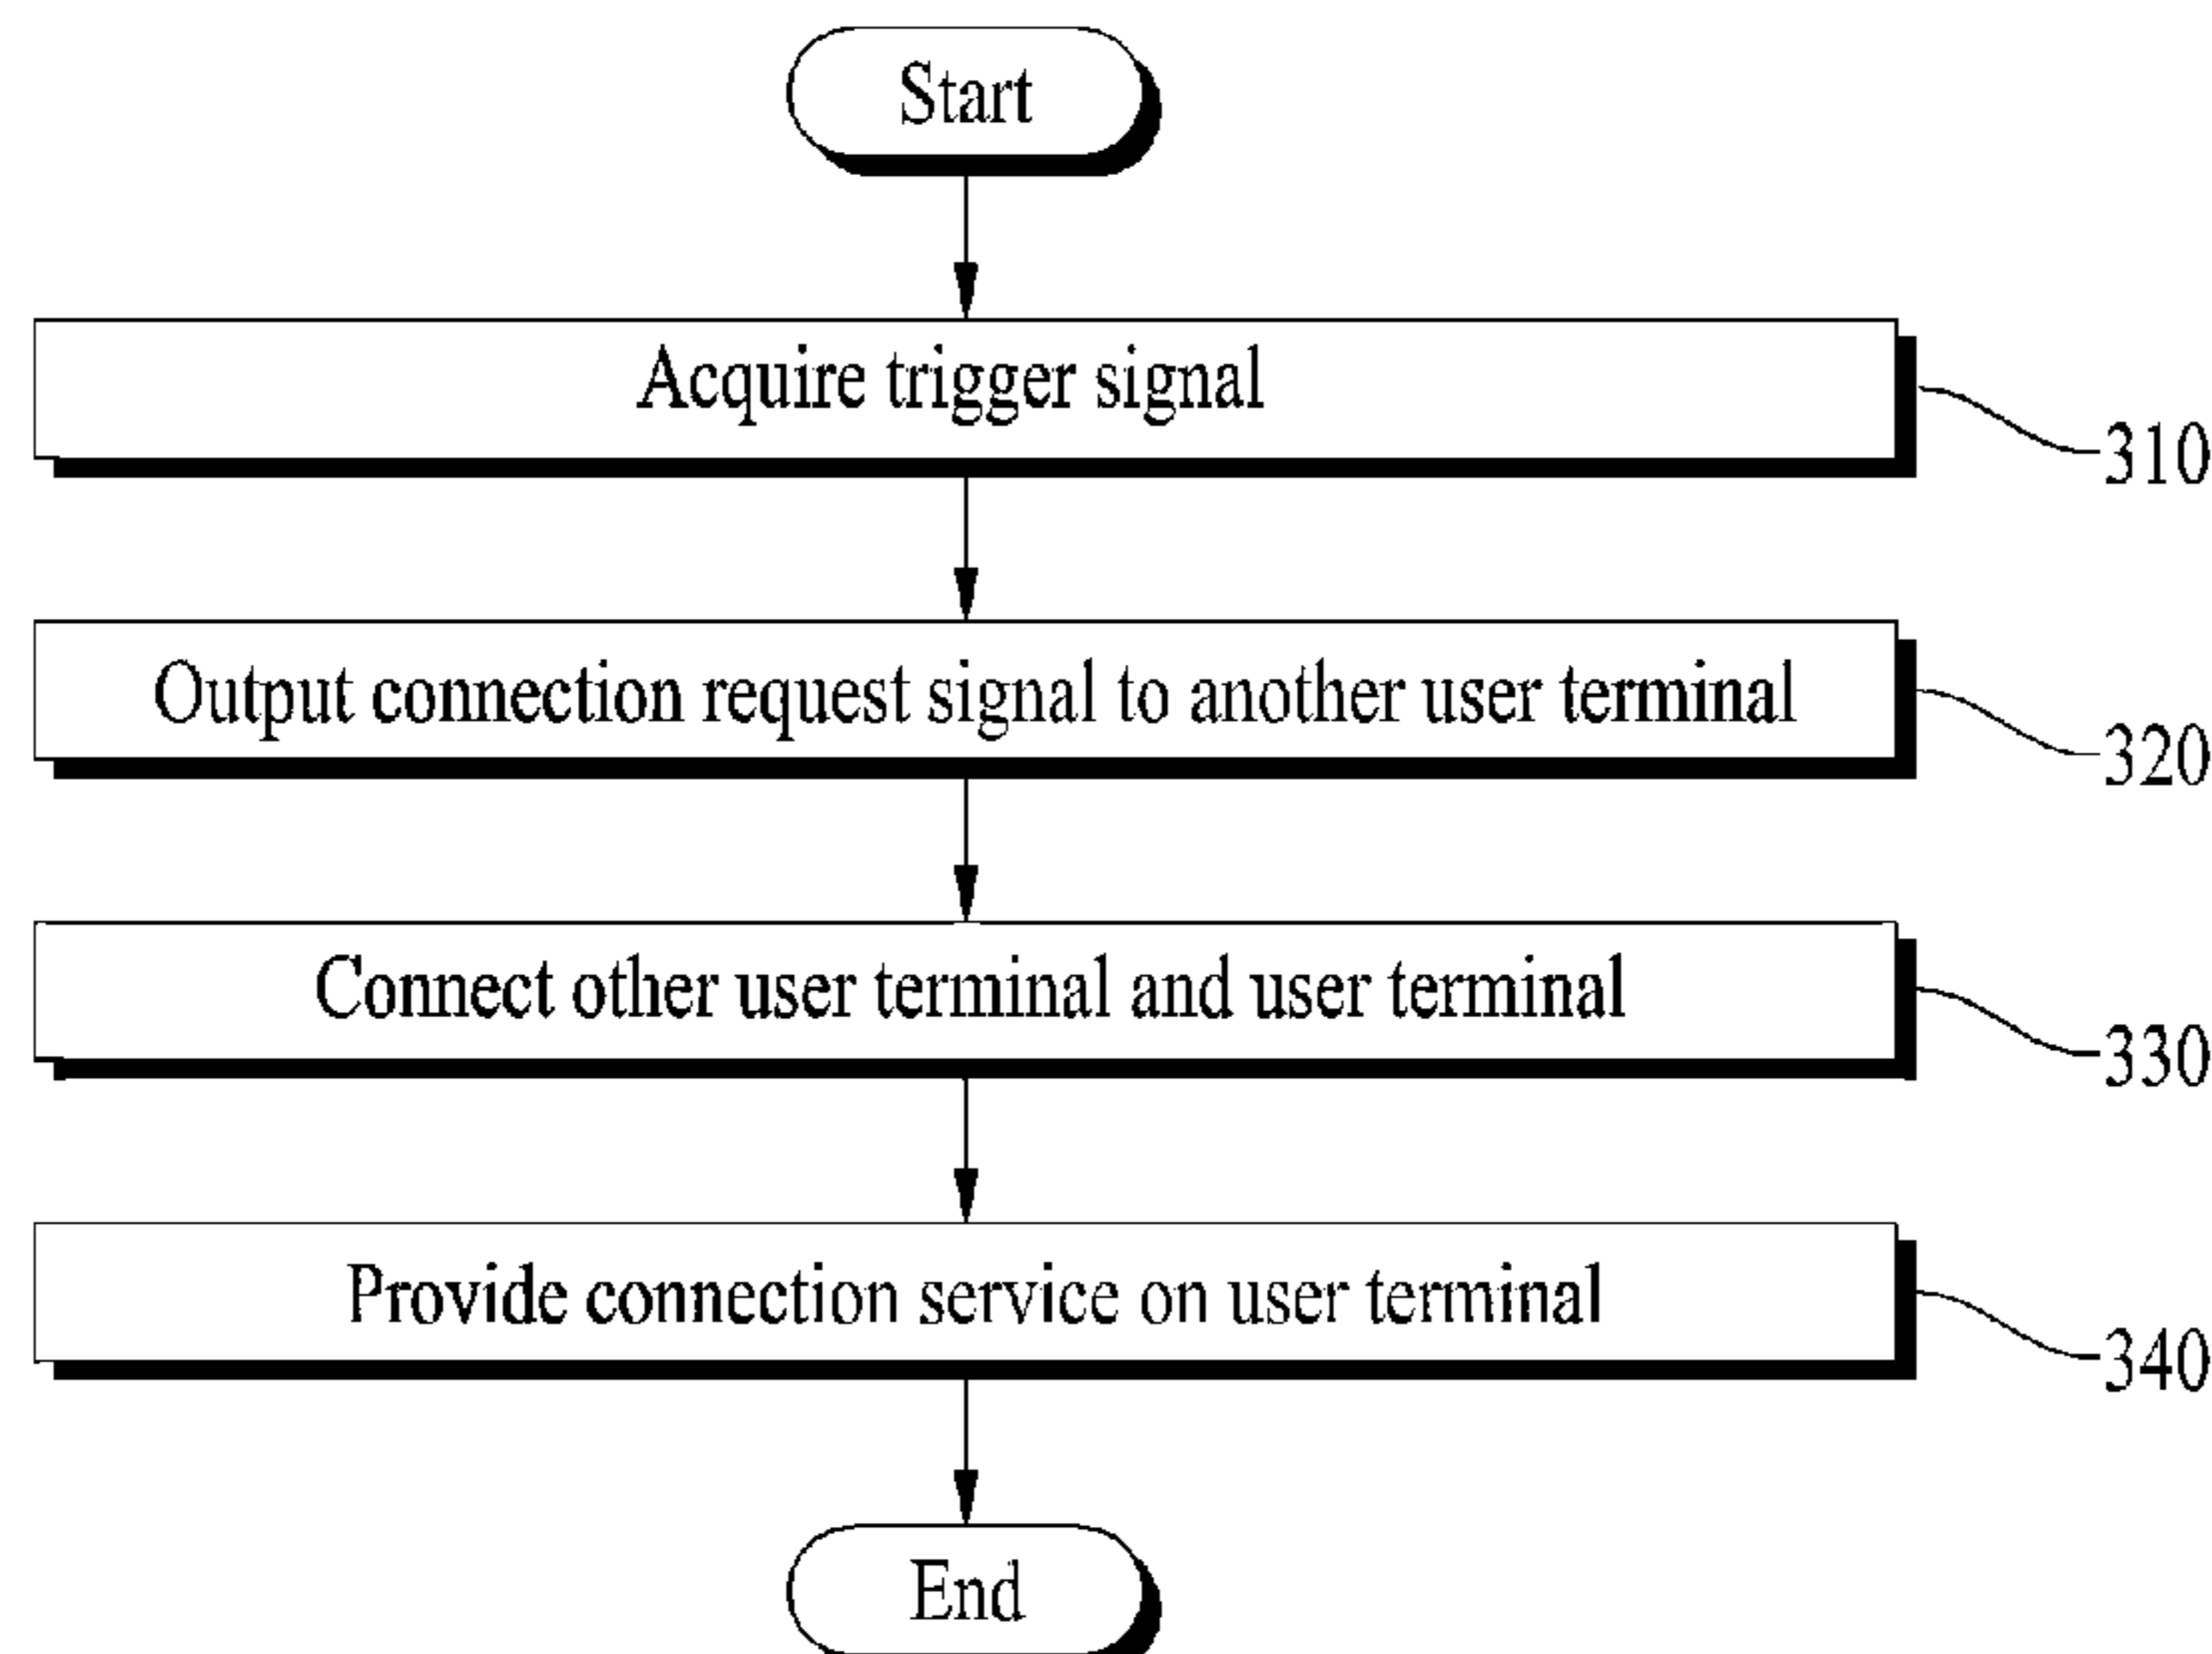 Start
Acquire trigger signal
310
Output connection request signal to another user terminal
320
Connect other user terminal and user terminal
330
Provide connection service on user terminal
340
End